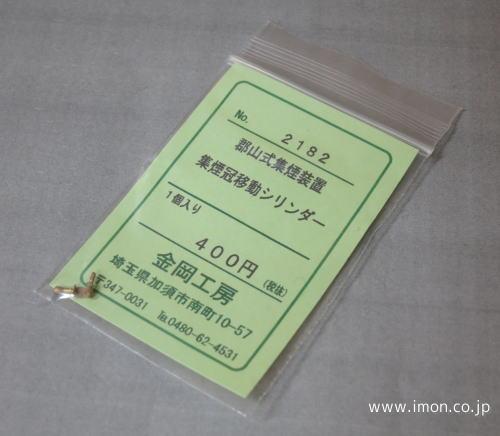 No. 2182
郡山式集煙装置
集煙冠移動シリンダー
1個入り
400円(税抜)
金岡工房
埼玉県加須市南町10-57
〒347-0031 ℡0480-62-4531
www.imon.co.jp